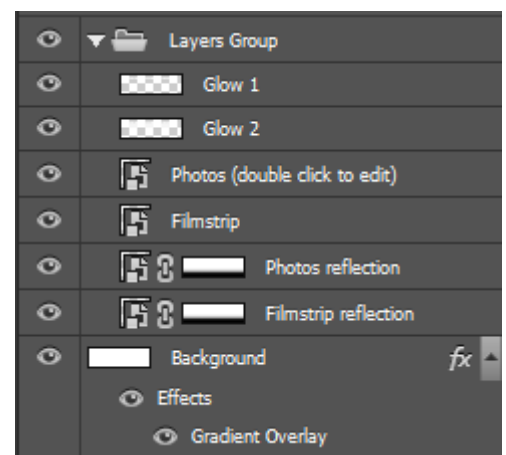 Layers Group
Glow 1
Glow 2
Photos (double click to edit)
Filmstrip
Photos reflection
Filmstrip reflection
Background fx
Effects
Gradient Overlay